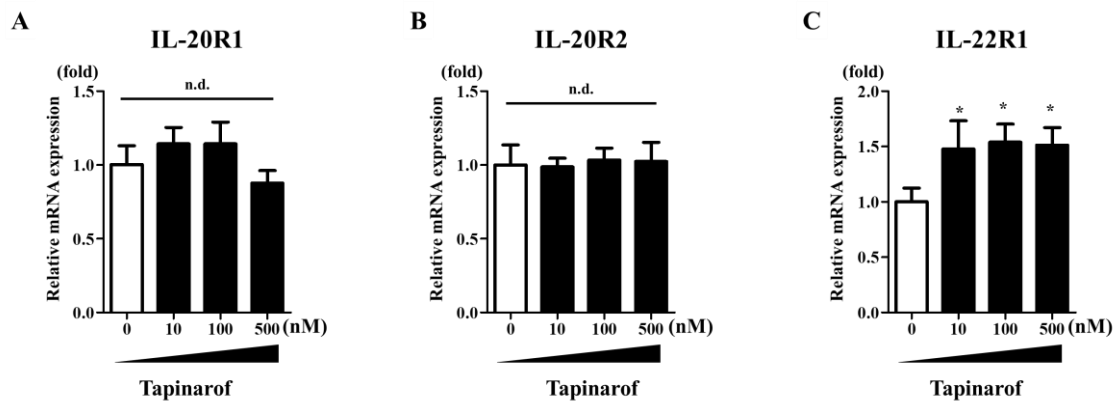 A
IL-20R1
(fold)
Relative mRNA expression
n.d.
1.5
1.0
0.5
0.0
0 10 100 500 (nM)
Tapinarof
B
IL-20R2
(fold)
Relative mRNA expression
n.d.
1.5
1.0
0.5
0.0
0 10 100 500 (nM)
Tapinarof
C
IL-22R1
(fold)
Relative mRNA expression
* * *
2.0
1.5
1.0
0.5
0.0
0 10 100 500 (nM)
Tapinarof